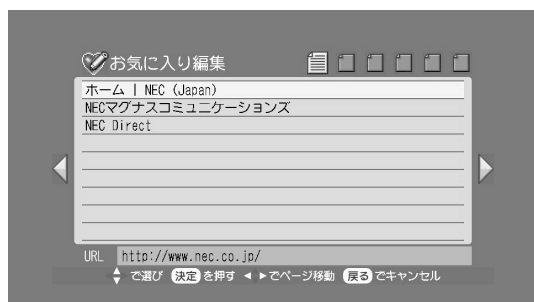 お気に入り編集
ホーム | NEC (Japan)
NECマグナスコミュニケーションズ
NEC Direct
URL http://www.nec.co.jp/
で選び 決定 を押す ◀ ▶でページ移動 戻る でキャンセル